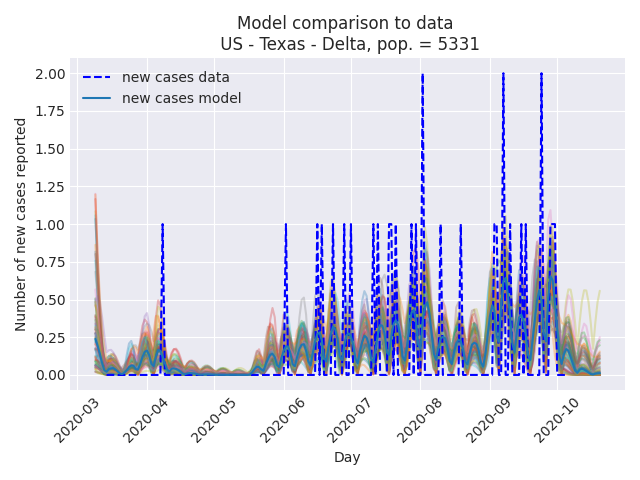 Model comparison to data
US - Texas - Delta, pop. = 5331
new cases data
new cases model
Number of new cases reported
2.00
1.75
1.50
1.25
1.00
0.75
0.50
0.25
0.00
2020-03
2020-04
2020-05
2020-06
2020-07
2020-08
2020-09
2020-10
Day